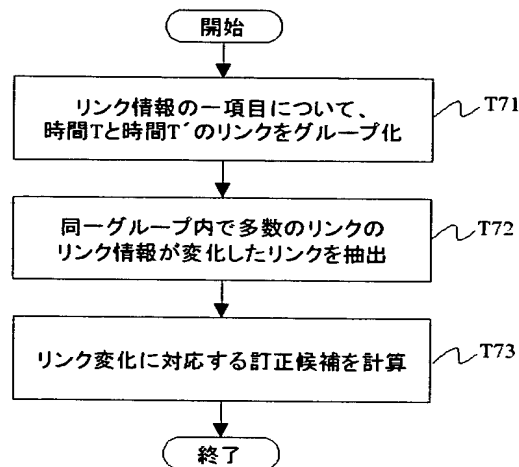 開始
リンク情報の一項目について、
時間Tと時間T´のリンクをグループ化
T71
同一グループ内で多数のリンクの
リンク情報が変化したリンクを抽出
T72
リンク変化に対応する訂正候補を計算
T73
終了